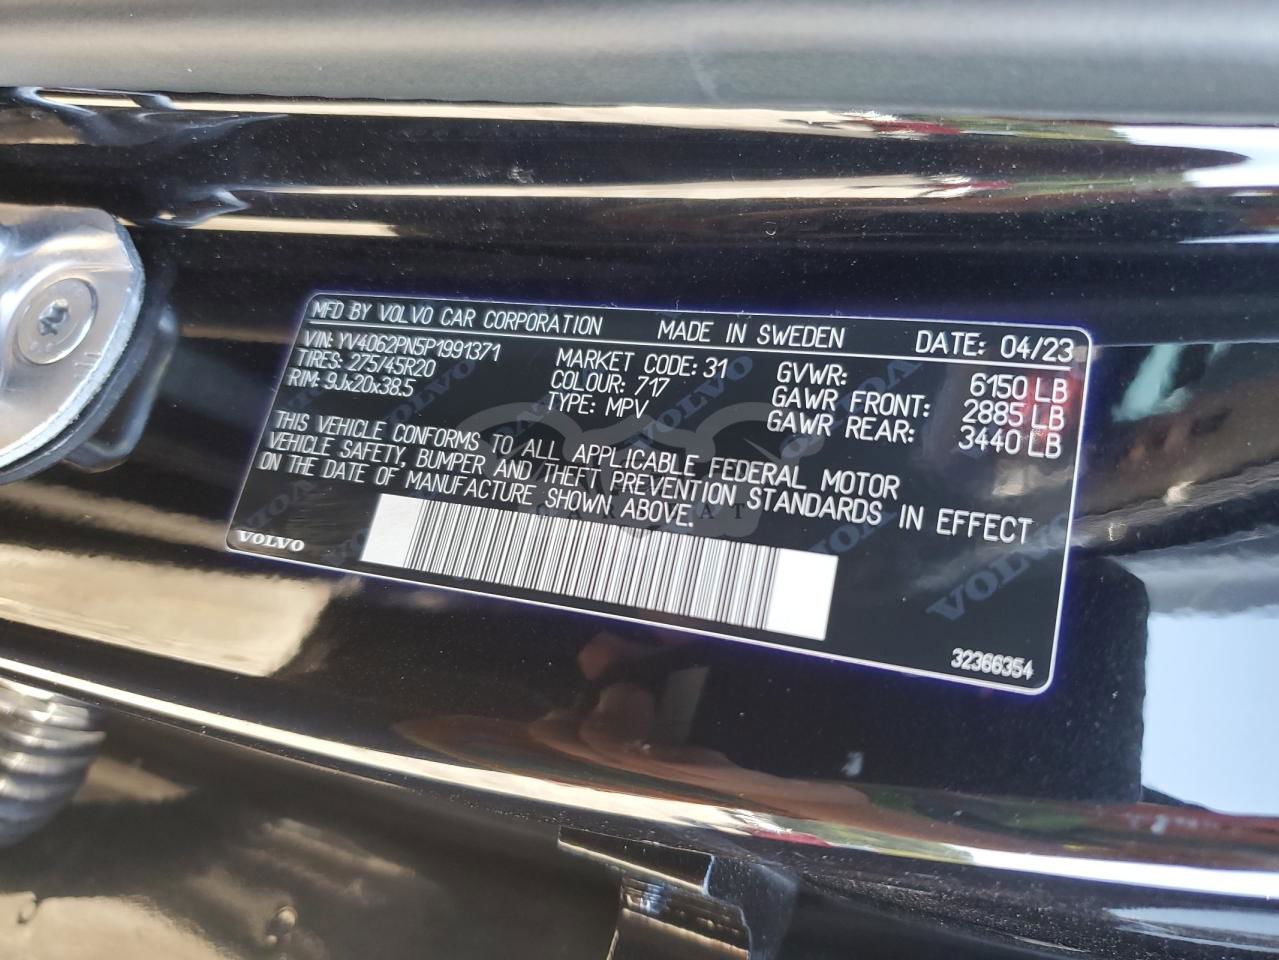 MFD BY VOLVO CAR CORPORATION MADE IN SWEDEN DATE: 04/23
VIN: YV4062PN5P1991371
TIRES: 275/45R20
RIM: 9Jx20x38.5
MARKET CODE: 31
COLOUR: 717
TYPE: MPV
GVWR: 6150 LB
GAWR FRONT: 2885 LB
GAWR REAR: 3440 LB
THIS VEHICLE CONFORMS TO ALL APPLICABLE FEDERAL MOTOR
VEHICLE SAFETY, BUMPER AND THEFT PREVENTION STANDARDS IN EFFECT
ON THE DATE OF MANUFACTURE SHOWN ABOVE.
VOLVO
32366354
VOLVO
VOLVO